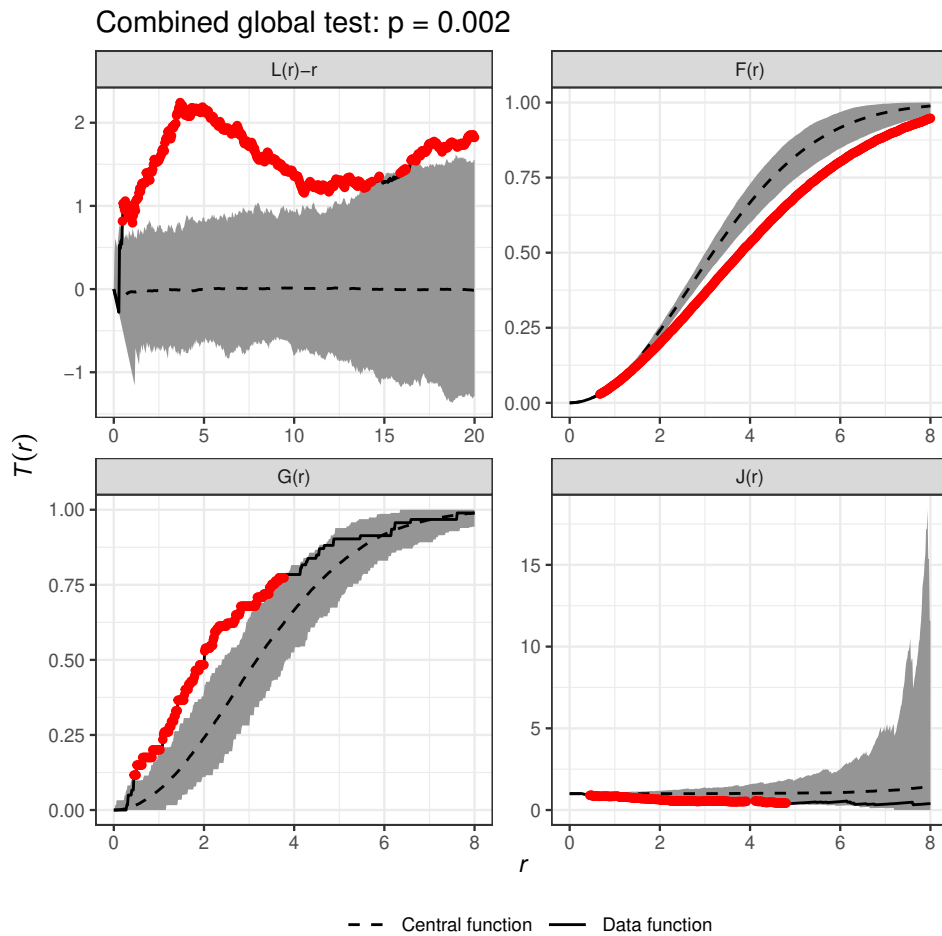 Combined global test: p = 0.002
L(r)−r
F(r)
2
1
0
−1
0 5 10 15 20
1.00
0.75
0.50
0.25
0.00
0 2 4 6 8
T(r)
G(r)
J(r)
1.00
0.75
0.50
0.25
0.00
0 2 4 6 8
15
10
5
0
0 2 4 6 8
r
Central function Data function